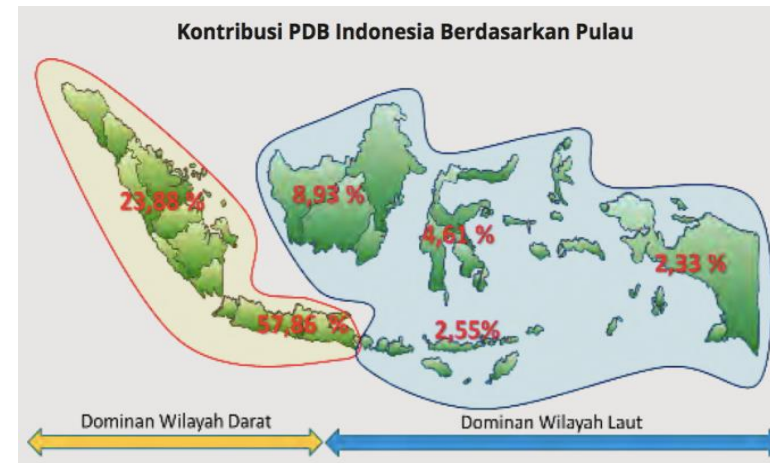 Kontribusi PDB Indonesia Berdasarkan Pulau
23,88 %
8,93 %
4,61 %
2,33 %
57,86 %
2,55%
Dominan Wilayah Darat
Dominan Wilayah Laut